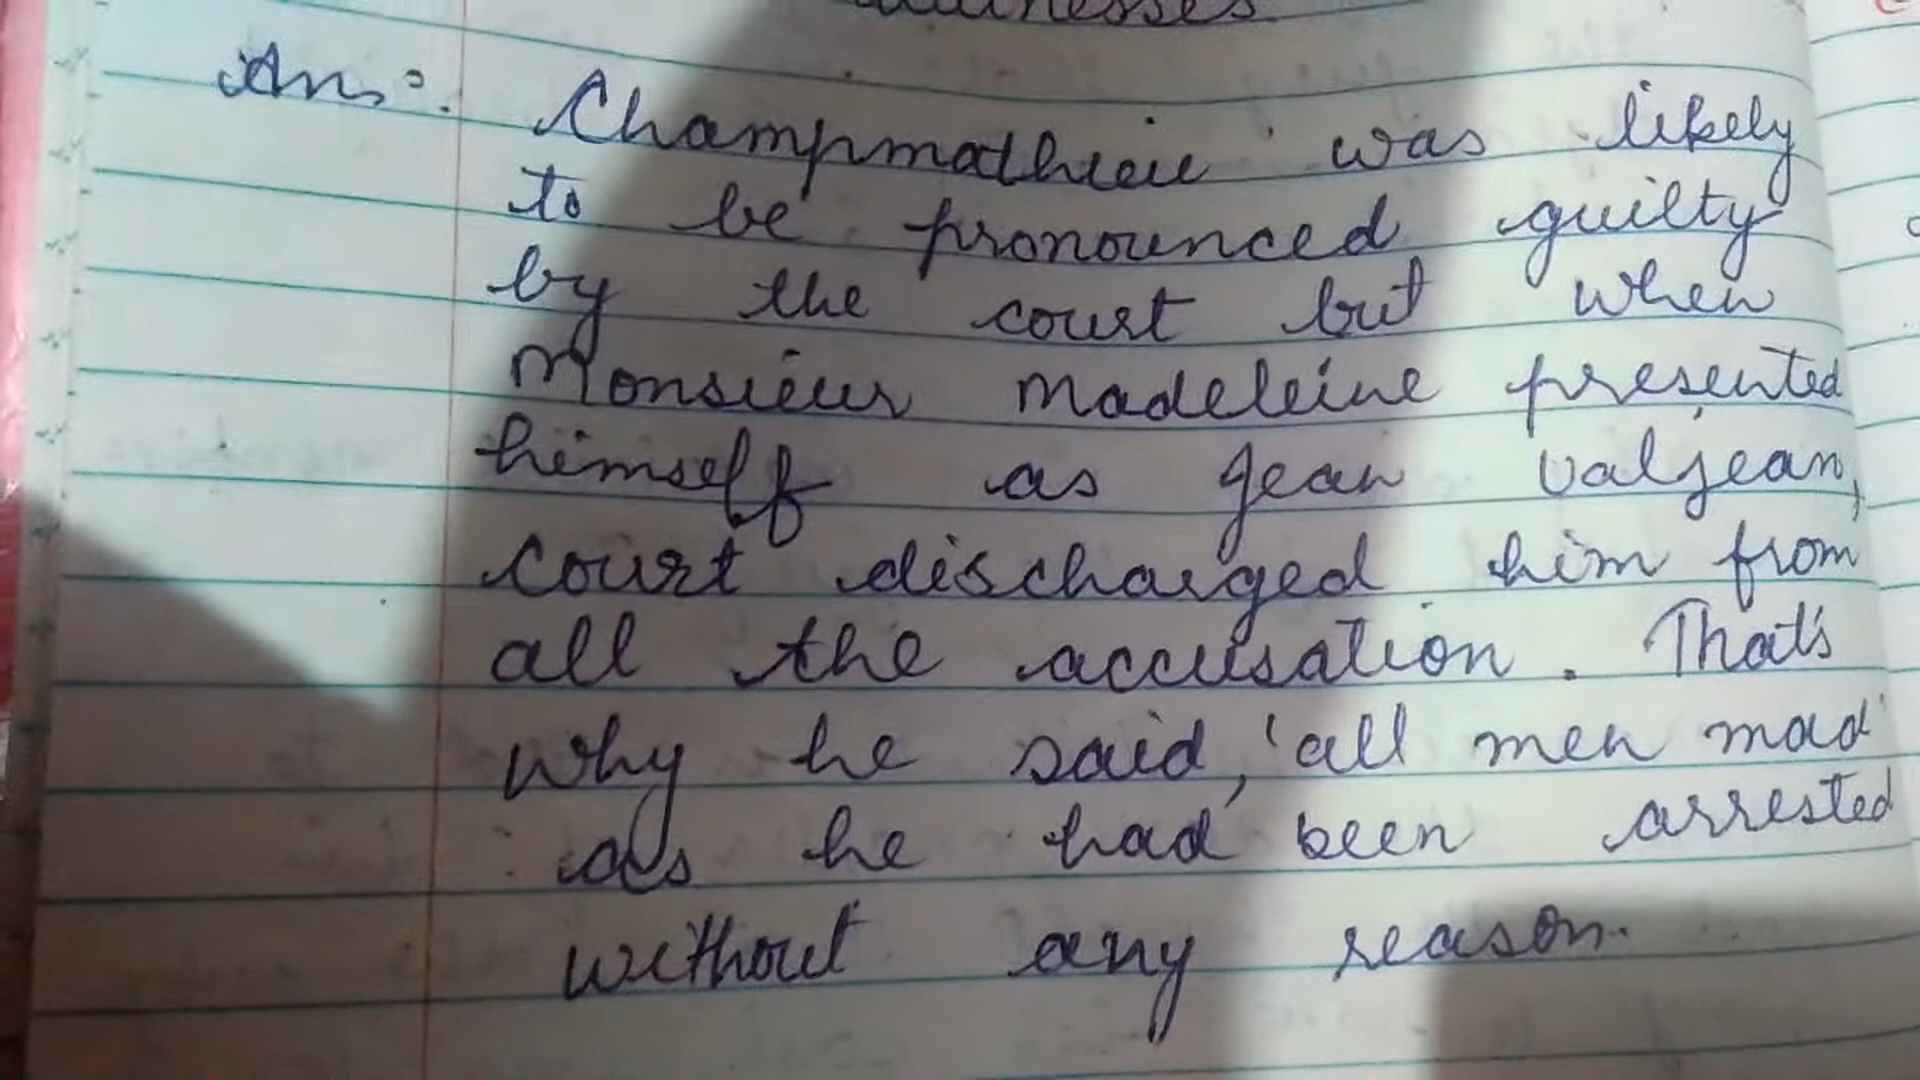 Ans:. Champmathieu was likely
to be pronounced guilty
by the court but when
Monsieur Madeleine presented
himself as Jean Valjean,
court discharged him from
all the accusation. That's
why he said, 'all men mad'
as he had been arrested
without any reason.